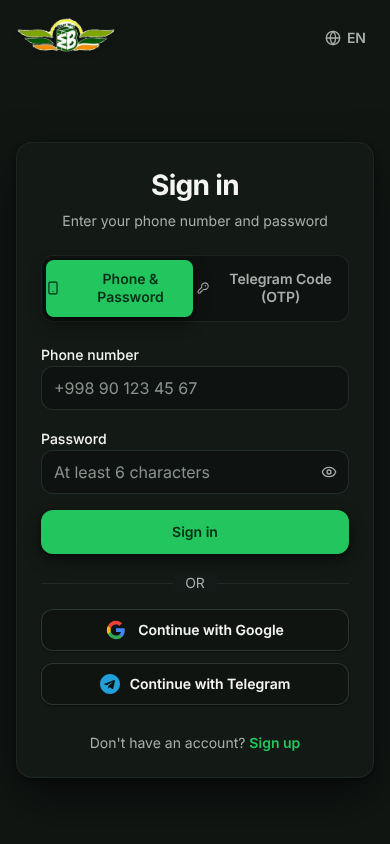 EN
Sign in
Enter your phone number and password
Phone &
Password
Telegram Code
(OTP)
Phone number
+998 90 123 45 67
Password
At least 6 characters
Sign in
OR
Continue with Google
Continue with Telegram
Don't have an account? Sign up